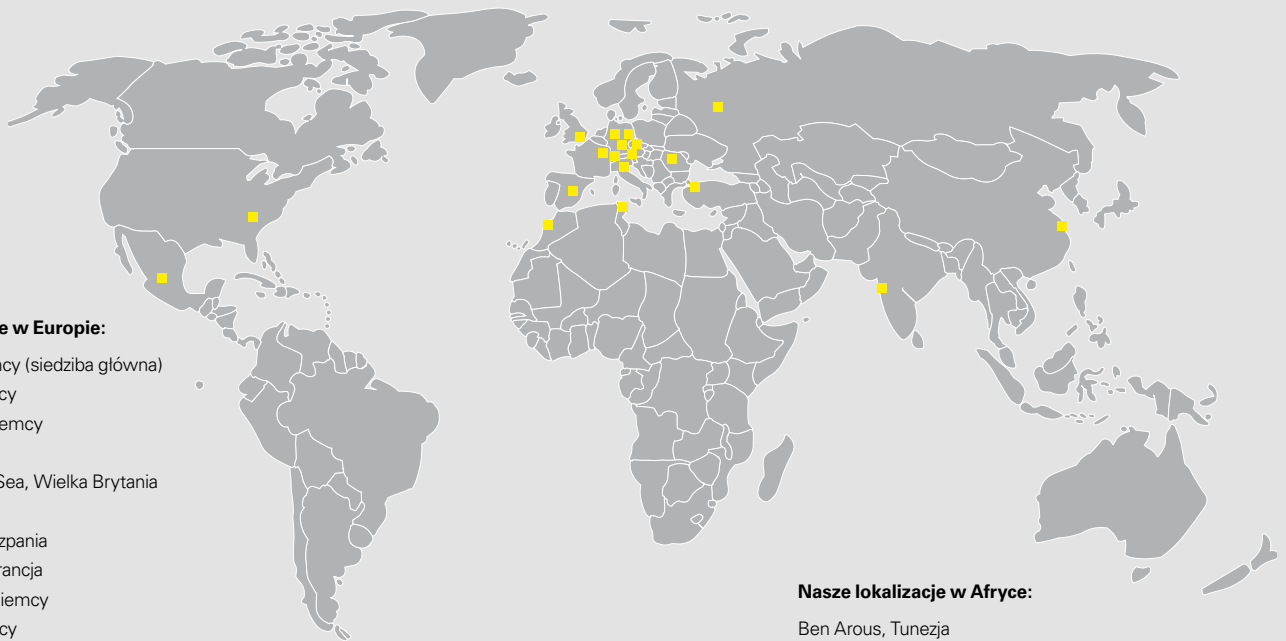 e w Europie:
cy (siedziba główna)
cy
emcy
Sea, Wielka Brytania
zpania
rancja
iemcy
cy
Nasze lokalizacje w Afryce:
Ben Arous, Tunezja